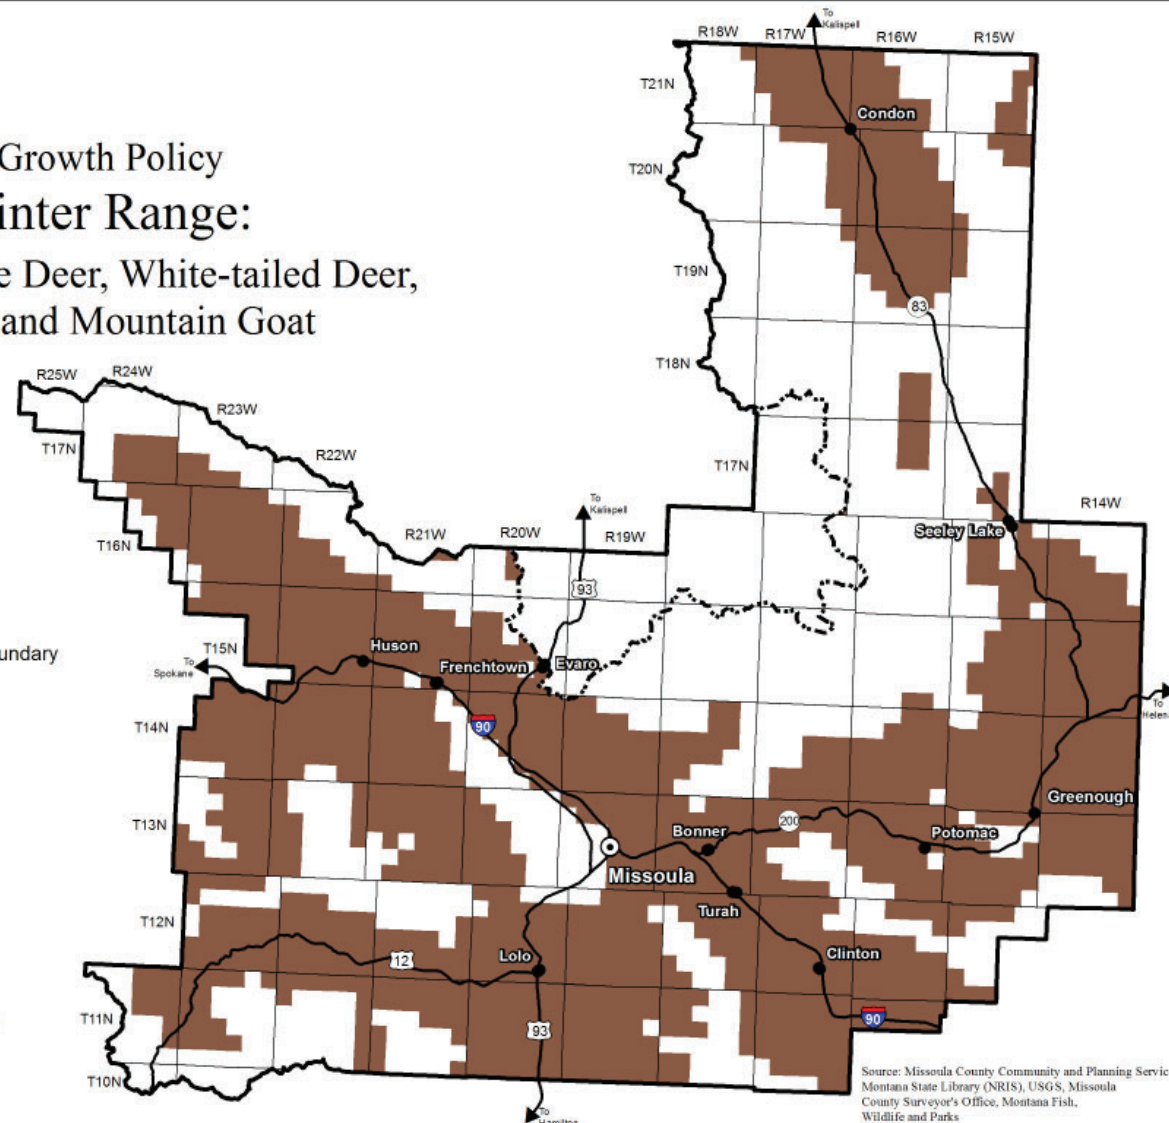 To
Kalispell
R18W R17W R16W R15W
T21N
Condon
Growth Policy
inter Range:
e Deer, White-tailed Deer,
and Mountain Goat
T20N
T19N
83
T18N
R25W R24W
R23W
R22W
T17N
T17N
To
Kalispell
R14W
R21W R20W R19W
Seeley Lake
T16N
93
undary
T15N
To
Spokane
Huson
Frenchtown
Evaro
To
Helen
T14N
90
Greenough
T13N
Bonner
200
Potomac
Missoula
Turah
T12N
Lolo
12
Clinton
T11N
93
90
T10N
To
Hamilton
Source: Missoula County Community and Planning Servic
Montana State Library (NRIS), USGS, Missoula
County Surveyor's Office, Montana Fish,
Wildlife and Parks